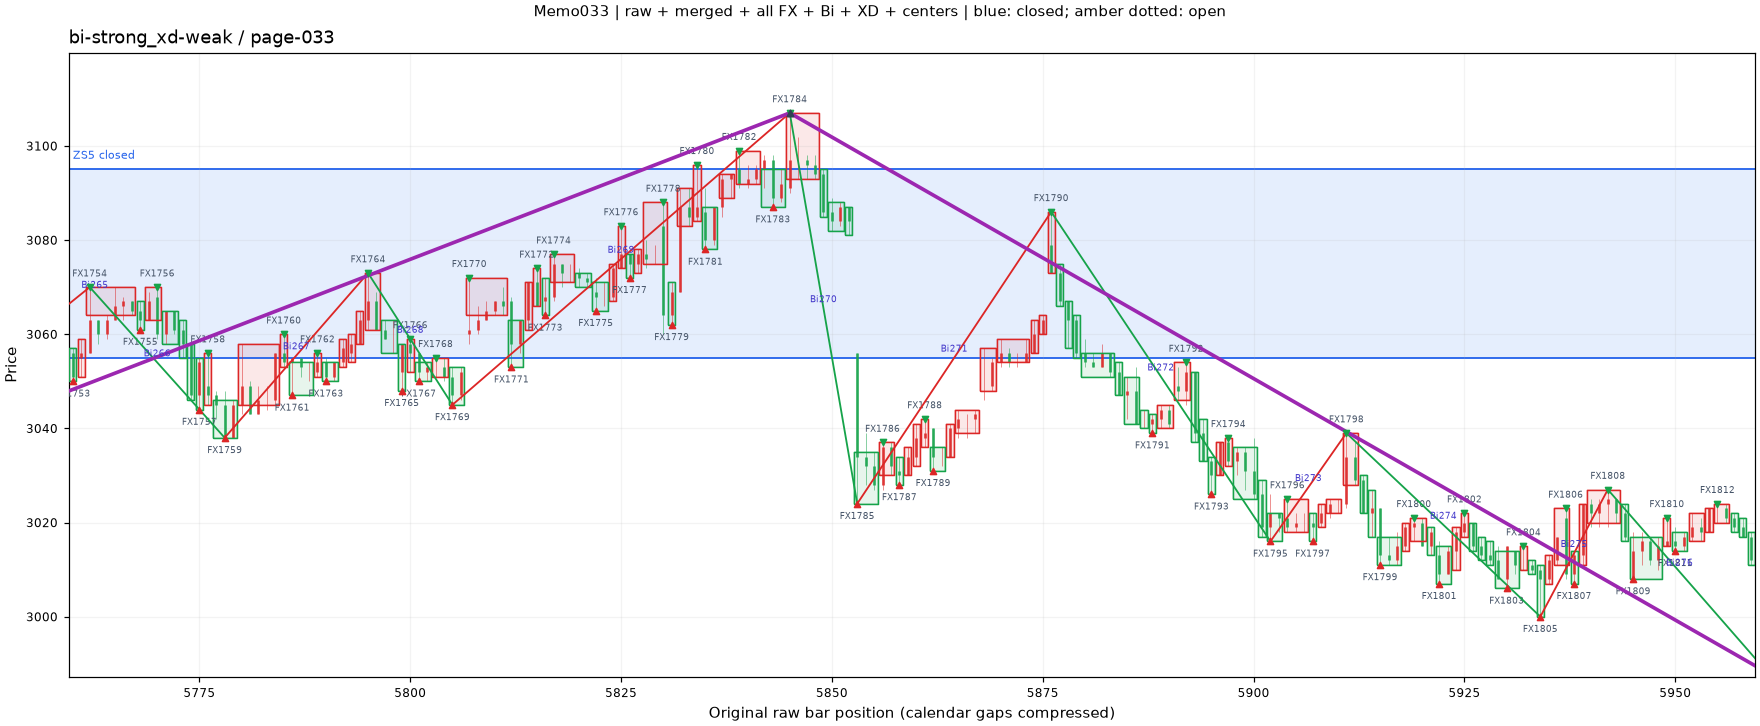 Memo033 | raw + merged + all FX + Bi + XD + centers | blue: closed; amber dotted: open
bi-strong_xd-weak / page-033
FX1784
3100
FX1782
ZS5 closed
FX1780
FX1778
FX1790
FX1783
FX1776
3080
FX1774
Bi269
FX1781
FX1764
FX1772
FX1754
FX1756
FX1770
Bi265
FX1777
Bi270
3060
FX1760
FX1766
FX1773
FX1775
Bi268
FX1755
FX1758
FX1762
FX1768
FX1779
Bi266
Bi267
Bi271
FX1792
Price
Bi272
FX1771
FX1763
FX1767
FX1761
FX1765
FX1757
FX1769
FX1788
FX1798
3040
FX1759
FX1786
FX1791
FX1794
FX1789
Bi273
FX1808
FX1787
FX1796
FX1785
FX1793
FX1800
FX1802
FX1806
FX1810
FX1812
3020
Bi274
FX1804
FX1795
FX1797
Bi275
FX1799
Bi276
FX1801
FX1803
FX1807
FX1809
3000
FX1805
5775
5800
5825
5850
5875
5900
5925
5950
Original raw bar position (calendar gaps compressed)